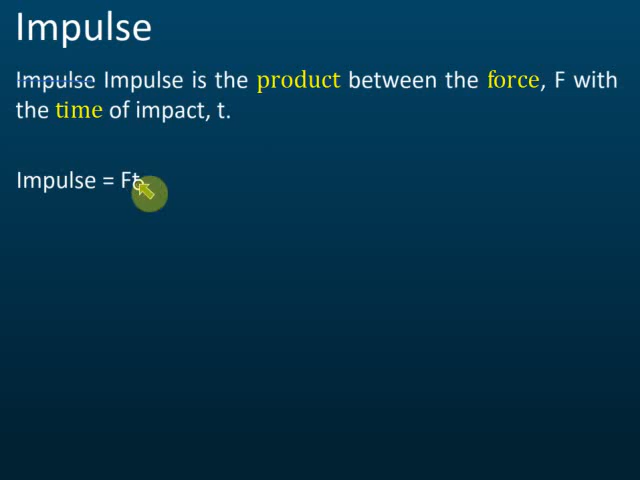 Impulse
Impulse Impulse is the product between the force, F with
the time of impact, t.
Impulse = Ft